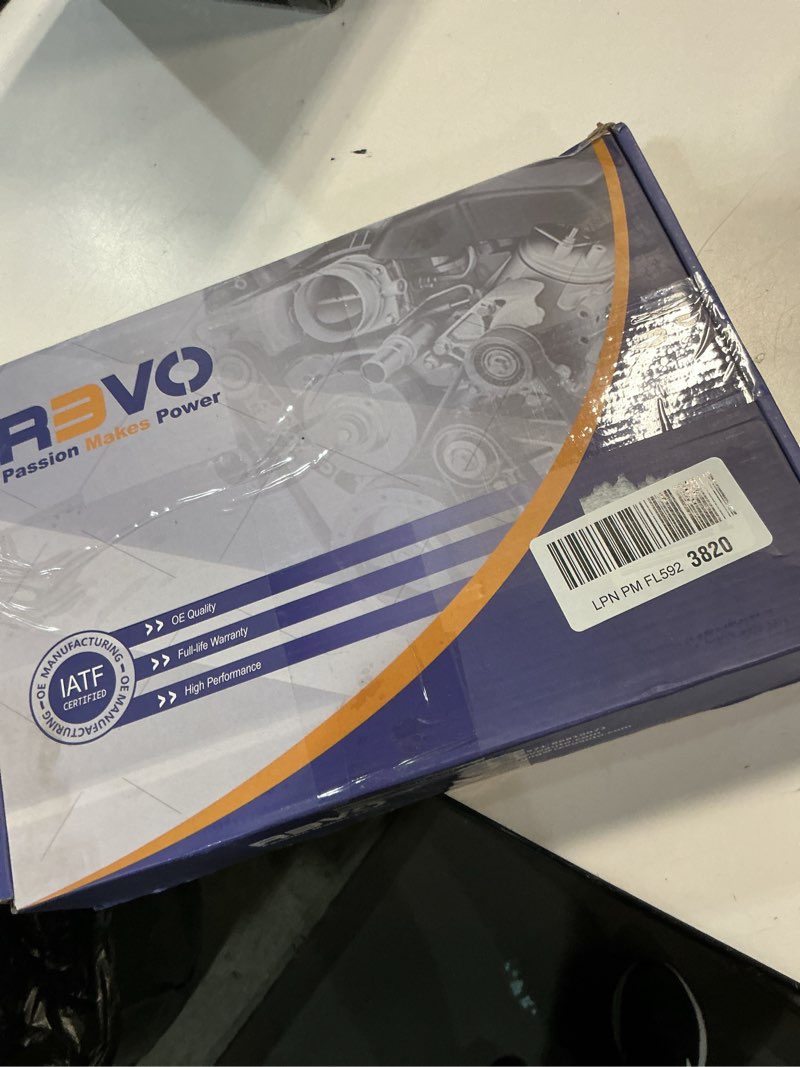 R3VO
Passion Makes Power
OE Quality
Full-life Warranty
High Performance
OE MANUFACTURING
IATF
CERTIFIED
OE MANUFACTURING
LPN PM FL592 3820